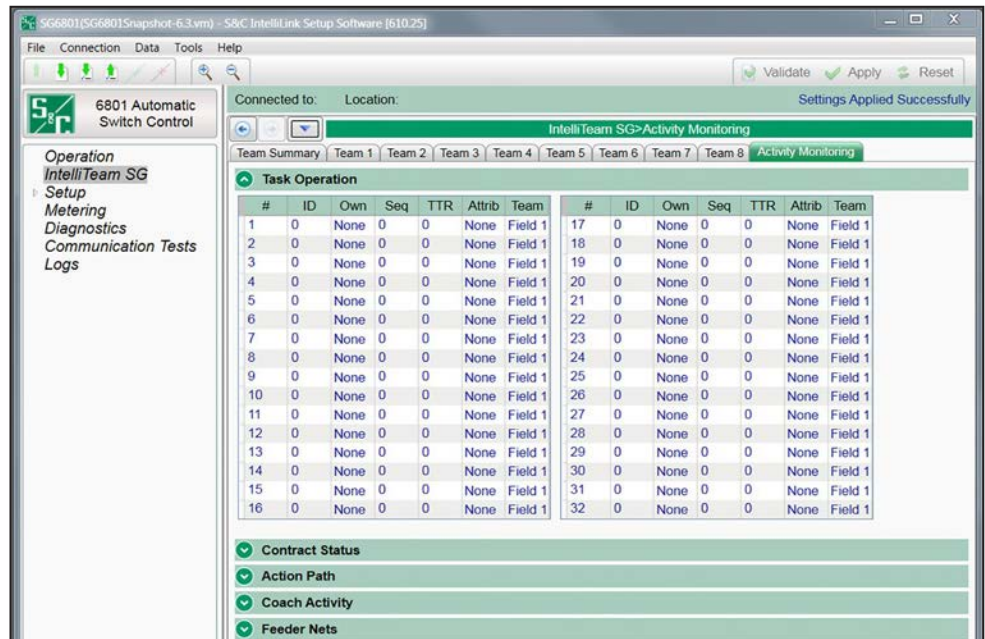 SG6801(SG6801Snapshot-6.3.vm) - S&C IntelliLink Setup Software [610.25]
File Connection Data Tools Help
Validate Apply Reset
S&C
6801 Automatic
Switch Control
Connected to: Location: Settings Applied Successfully
IntelliTeam SG>Activity Monitoring
Team Summary Team 1 Team 2 Team 3 Team 4 Team 5 Team 6 Team 7 Team 8 Activity Monitoring
Operation
IntelliTeam SG
Setup
Metering
Diagnostics
Communication Tests
Logs
Task Operation
# ID Own Seq TTR Attrib Team # ID Own Seq TTR Attrib Team
1 0 None 0 0 None Field 1 17 0 None 0 0 None Field 1
2 0 None 0 0 None Field 1 18 0 None 0 0 None Field 1
3 0 None 0 0 None Field 1 19 0 None 0 0 None Field 1
4 0 None 0 0 None Field 1 20 0 None 0 0 None Field 1
5 0 None 0 0 None Field 1 21 0 None 0 0 None Field 1
6 0 None 0 0 None Field 1 22 0 None 0 0 None Field 1
7 0 None 0 0 None Field 1 23 0 None 0 0 None Field 1
8 0 None 0 0 None Field 1 24 0 None 0 0 None Field 1
9 0 None 0 0 None Field 1 25 0 None 0 0 None Field 1
10 0 None 0 0 None Field 1 26 0 None 0 0 None Field 1
11 0 None 0 0 None Field 1 27 0 None 0 0 None Field 1
12 0 None 0 0 None Field 1 28 0 None 0 0 None Field 1
13 0 None 0 0 None Field 1 29 0 None 0 0 None Field 1
14 0 None 0 0 None Field 1 30 0 None 0 0 None Field 1
15 0 None 0 0 None Field 1 31 0 None 0 0 None Field 1
16 0 None 0 0 None Field 1 32 0 None 0 0 None Field 1
Contract Status
Action Path
Coach Activity
Feeder Nets